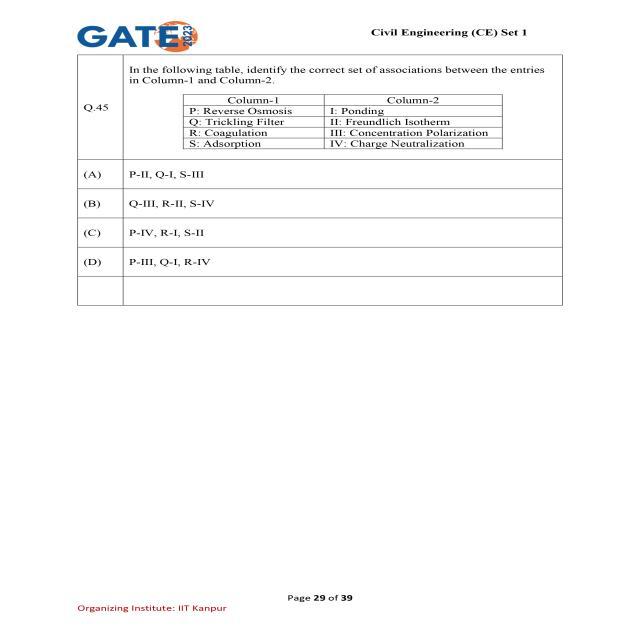 GATE 2023
Civil Engineering (CE) Set 1
Q.45
In the following table, identify the correct set of associations between the entries
in Column-1 and Column-2.
Column-1 Column-2
P: Reverse Osmosis I: Ponding
Q: Trickling Filter II: Freundlich Isotherm
R: Coagulation III: Concentration Polarization
S: Adsorption IV: Charge Neutralization
(A) P-II, Q-I, S-III
(B) Q-III, R-II, S-IV
(C) P-IV, R-I, S-II
(D) P-III, Q-I, R-IV
Page 29 of 39
Organizing Institute: IIT Kanpur